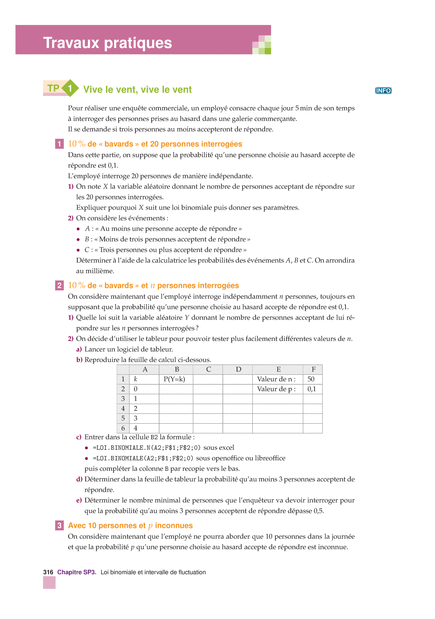 Travaux pratiques
TP 1 Vive le vent, vive le vent
INFO
Pour réaliser une enquête commerciale, un employé consacre chaque jour 5 min de son temps
à interroger des personnes prises au hasard dans une galerie commerçante.
Il se demande si trois personnes au moins accepteront de répondre.
1 10 % de « bavards » et 20 personnes interrogées
Dans cette partie, on suppose que la probabilité qu'une personne choisie au hasard accepte de
répondre est 0,1.
L'employé interroge 20 personnes de manière indépendante.
1) On note X la variable aléatoire donnant le nombre de personnes acceptant de répondre sur
les 20 personnes interrogées.
Expliquer pourquoi X suit une loi binomiale puis donner ses paramètres.
2) On considère les événements :
• A : « Au moins une personne accepte de répondre »
• B : « Moins de trois personnes acceptent de répondre »
• C : « Trois personnes ou plus acceptent de répondre »
Déterminer à l'aide de la calculatrice les probabilités des événements A, B et C. On arrondira
au millième.
2 10 % de « bavards » et n personnes interrogées
On considère maintenant que l'employé interroge indépendamment n personnes, toujours en
supposant que la probabilité qu'une personne choisie au hasard accepte de répondre est 0,1.
1) Quelle loi suit la variable aléatoire Y donnant le nombre de personnes acceptant de lui ré-
pondre sur les n personnes interrogées ?
2) On décide d'utiliser le tableur pour pouvoir tester plus facilement différentes valeurs de n.
a) Lancer un logiciel de tableur.
b) Reproduire la feuille de calcul ci-dessous.
A B C D E F
1 k P(Y=k) Valeur de n : 50
2 0 Valeur de p : 0,1
3 1
4 2
5 3
6 4
c) Entrer dans la cellule B2 la formule :
• =LOI.BINOMIALE.N(A2;F$1;F$2;0) sous excel
• =LOI.BINOMIALE(A2;F$1;F$2;0) sous openoffice ou libreoffice
puis compléter la colonne B par recopie vers le bas.
d) Déterminer dans la feuille de tableur la probabilité qu'au moins 3 personnes acceptent de
répondre.
e) Déterminer le nombre minimal de personnes que l'enquêteur va devoir interroger pour
que la probabilité qu'au moins 3 personnes acceptent de répondre dépasse 0,5.
3 Avec 10 personnes et p inconnues
On considère maintenant que l'employé ne pourra aborder que 10 personnes dans la journée
et que la probabilité p qu'une personne choisie au hasard accepte de répondre est inconnue.
316 Chapitre SP3. Loi binomiale et intervalle de fluctuation